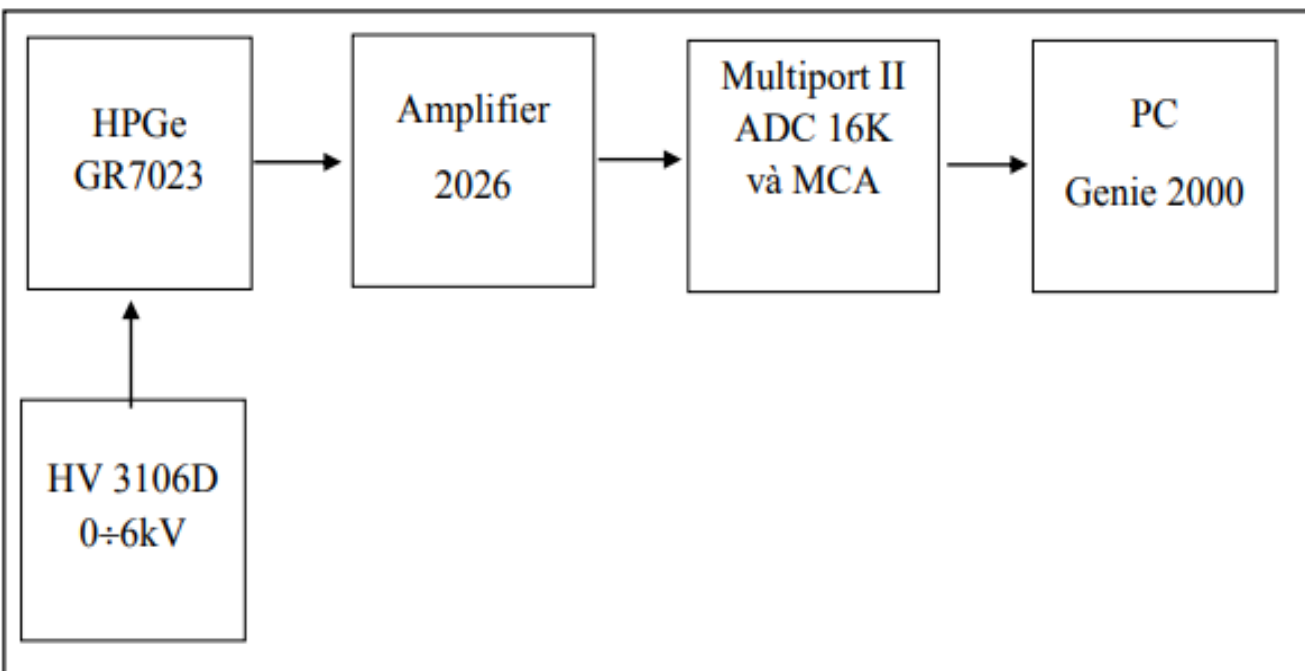 HPGe
GR7023
Amplifier
2026
Multiport II
ADC 16K
và MCA
PC
Genie 2000
HV 3106D
0÷6kV